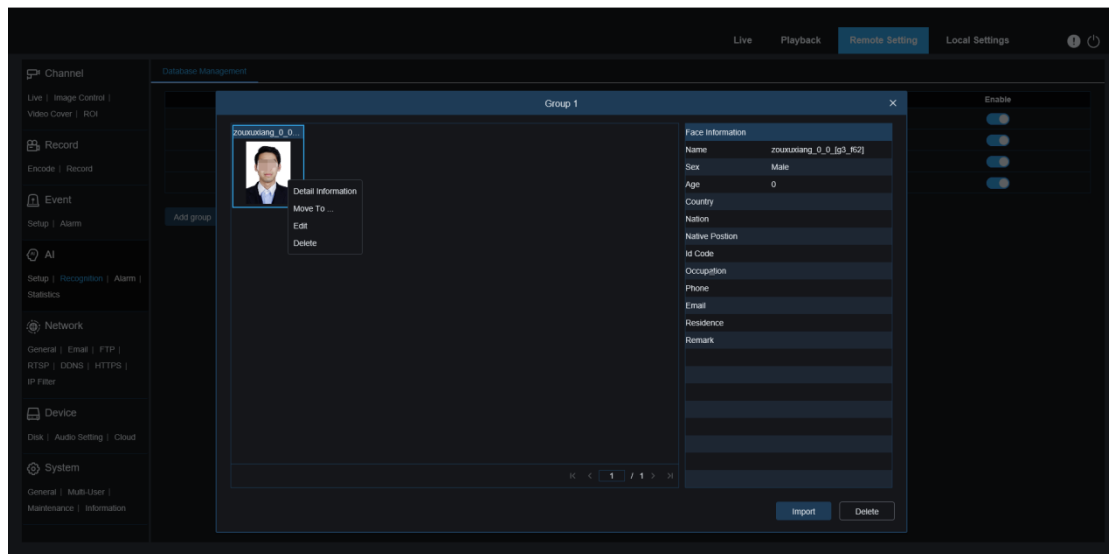 Live Playback Remote Setting Local Settings
Channel
Database Management
Live | Image Control |
Video Cover | ROI
Group 1
Enable
Record
Encode | Record
Event
Setup | Alarm
Add group
AI
Setup | Recognition | Alarm |
Statistics
Network
General | Email | FTP |
RTSP | DDNS | HTTPS |
IP Filter
Device
Disk | Audio Setting | Cloud
System
General | Multi-User |
Maintenance | Information
zouxuxiang_0_0...
Detail Information
Move To ...
Edit
Delete
Face Information
Name zouxuxiang_0_0_[g3_f62]
Sex Male
Age 0
Country
Nation
Native Postion
Id Code
Occupation
Phone
Email
Residence
Remark
1 / 1
Import Delete